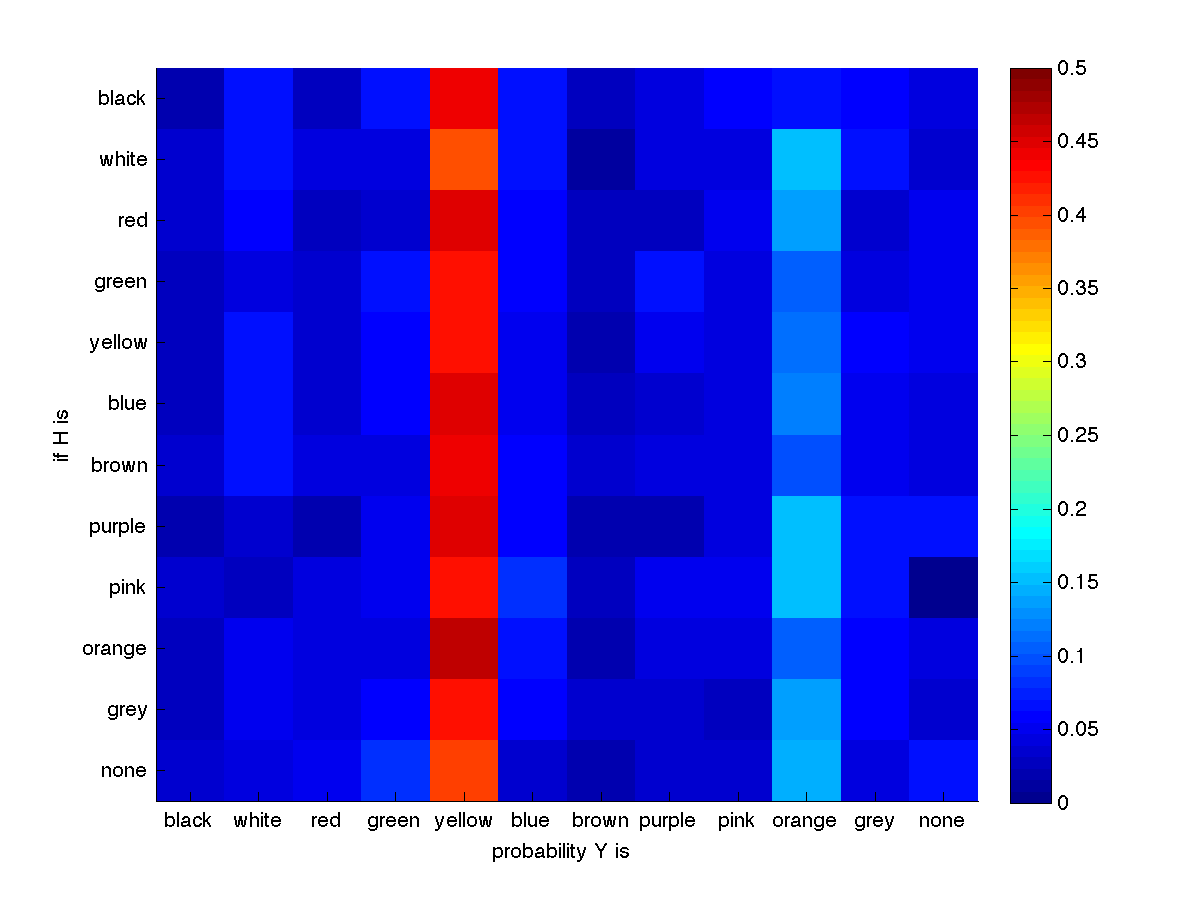 black
white
red
green
yellow
blue
brown
purple
pink
orange
grey
none
if H is
black white red green yellow blue brown purple pink orange grey none
probability Y is
0.5
0.45
0.4
0.35
0.3
0.25
0.2
0.15
0.1
0.05
0